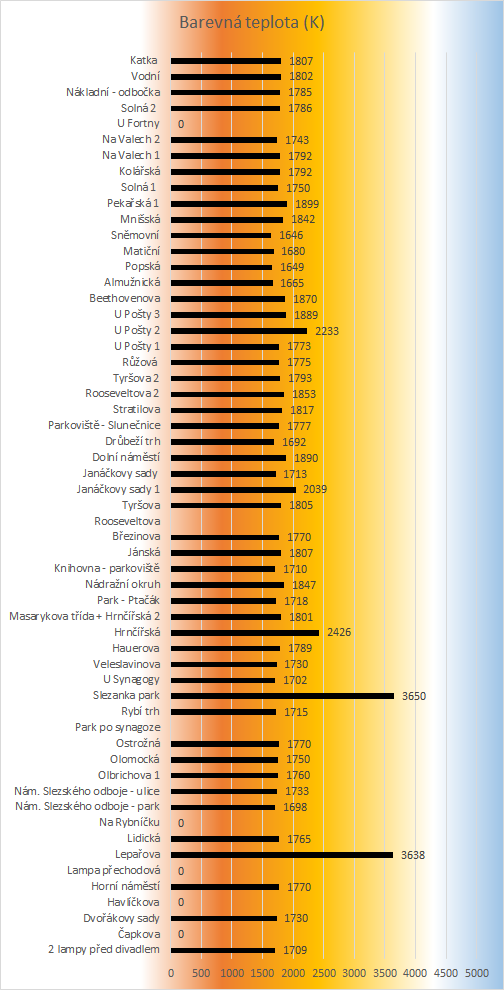 Barevná teplota (K)
Katka 1807
Vodní 1802
Nákladní - odbočka 1785
Solná 2 1786
U Fortny 0
Na Valech 2 1743
Na Valech 1 1792
Kolářská 1792
Solná 1 1750
Pekařská 1 1899
Mnišská 1842
Sněmovní 1646
Matiční 1680
Popská 1649
Almužnická 1665
Beethovenova 1870
U Pošty 3 1889
U Pošty 2 2233
U Pošty 1 1773
Růžová 1775
Tyršova 2 1793
Rooseveltova 2 1853
Stratilova 1817
Parkoviště - Slunečnice 1777
Drůbeží trh 1692
Dolní náměstí 1890
Janáčkovy sady 1713
Janáčkovy sady 1 2039
Tyršova 1805
Rooseveltova
Březinova 1770
Jánská 1807
Knihovna - parkoviště 1710
Nádražní okruh 1847
Park - Ptačák 1718
Masarykova třída + Hrnčířská 2 1801
Hrnčířská 2426
Hauerova 1789
Veleslavinova 1730
U Synagogy 1702
Slezanka park 3650
Rybí trh 1715
Park po synagoze
Ostrožná 1770
Olomocká 1750
Olbrichova 1 1760
Nám. Slezského odboje - ulice 1733
Nám. Slezského odboje - park 1698
Na Rybníčku 0
Lidická 1765
Lepařova 3638
Lampa přechodová 0
Horní náměstí 1770
Havlíčkova 0
Dvořákovy sady 1730
Čapkova 0
2 lampy před divadlem 1709
0 500 1000 1500 2000 2500 3000 3500 4000 4500 5000